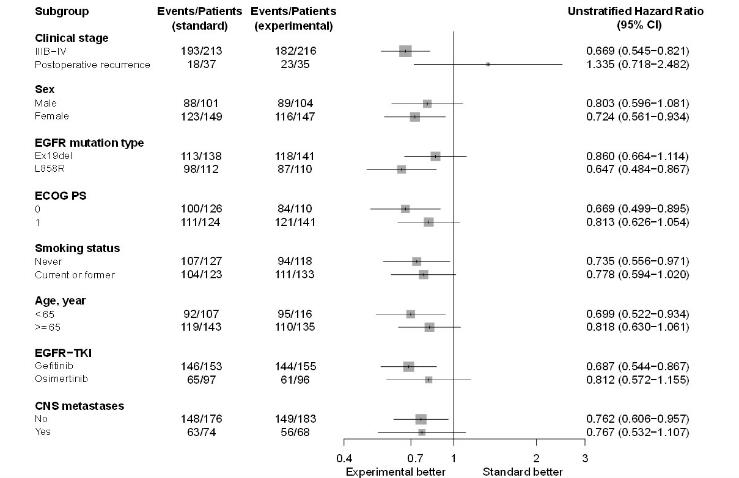 Subgroup Events/Patients Events/Patients Unstratified Hazard Ratio
(standard) (experimental) (95% CI)
Clinical stage
IIIB−IV 193/213 182/216 0.669 (0.545−0.821)
Postoperative recurrence 18/37 23/35 1.335 (0.718−2.482)
Sex
Male 88/101 89/104 0.803 (0.596−1.081)
Female 123/149 116/147 0.724 (0.561−0.934)
EGFR mutation type
Ex19del 113/138 118/141 0.860 (0.664−1.114)
L858R 98/112 87/110 0.647 (0.484−0.867)
ECOG PS
0 100/126 84/110 0.669 (0.499−0.895)
1 111/124 121/141 0.813 (0.626−1.054)
Smoking status
Never 107/127 94/118 0.735 (0.556−0.971)
Current or former 104/123 111/133 0.778 (0.594−1.020)
Age, year
<65 92/107 95/116 0.699 (0.522−0.934)
>=65 119/143 110/135 0.818 (0.630−1.061)
EGFR−TKI
Gefitinib 146/153 144/155 0.687 (0.544−0.867)
Osimertinib 65/97 61/96 0.812 (0.572−1.155)
CNS metastases
No 148/176 149/183 0.762 (0.606−0.957)
Yes 63/74 56/68 0.767 (0.532−1.107)
0.4 0.7 1 2 3
Experimental better Standard better